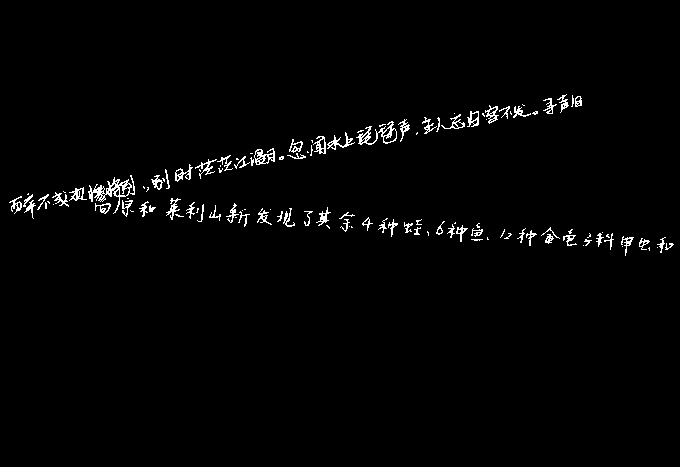 醉不成欢惨将别，别时茫茫江浸月。忽闻水上琵琶声，主人忘归客不发。寻声
高原和莱利山新发现了其余4种蛙、6种鱼、12种金龟子科甲虫和